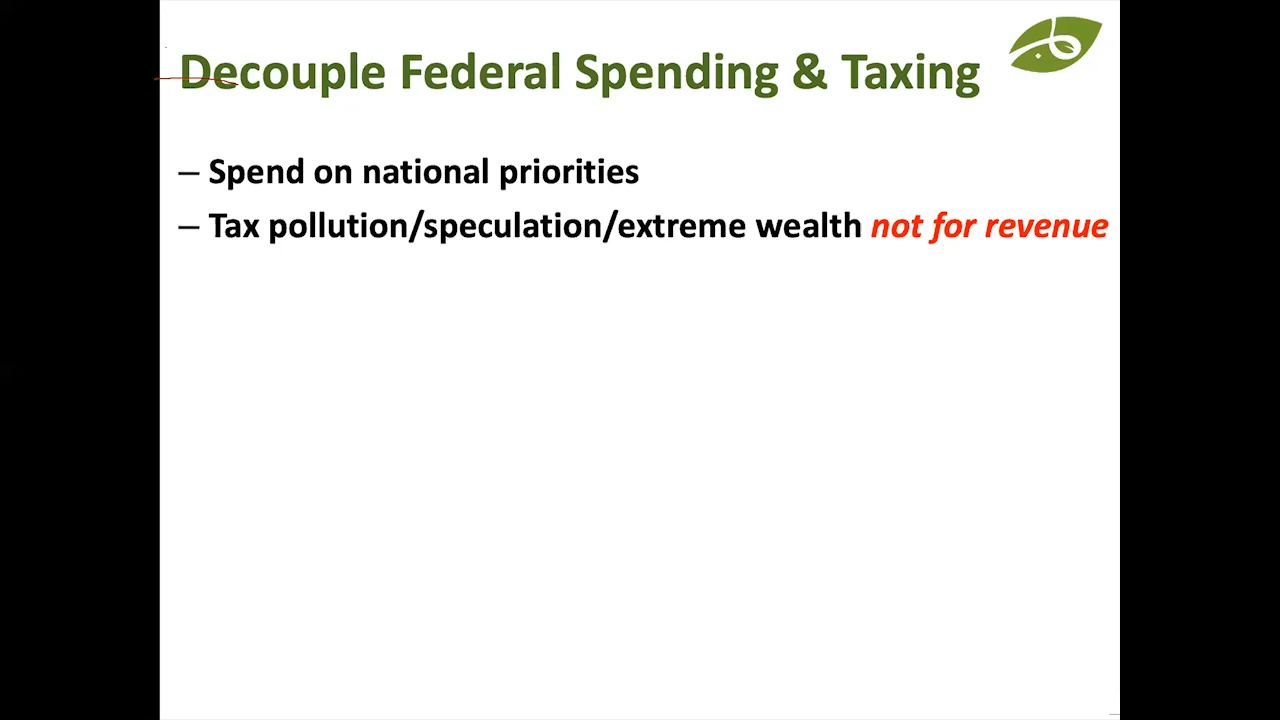 Decouple Federal Spending & Taxing
– Spend on national priorities
– Tax pollution/speculation/extreme wealth not for revenue